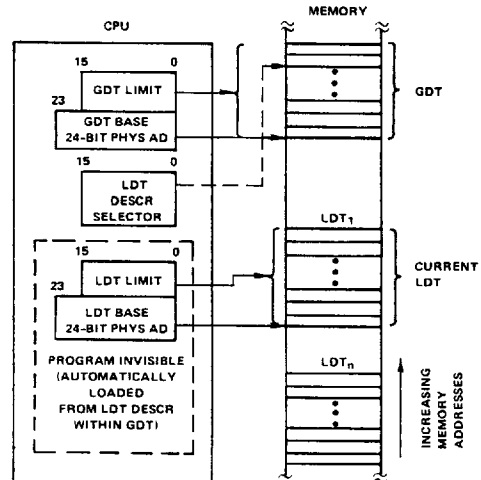 CPU
15 0
GDT LIMIT
23
GDT BASE
24-BIT PHYS AD
15 0
LDT
DESCR
SELECTOR
15 0
LDT LIMIT
23
LDT BASE
24-BIT PHYS AD
PROGRAM INVISIBLE
(AUTOMATICALLY
LOADED
FROM LDT DESCR
WITHIN GDT)
MEMORY
GDT
LDT1
CURRENT
LDT
LDTn
INCREASING
MEMORY
ADDRESSES